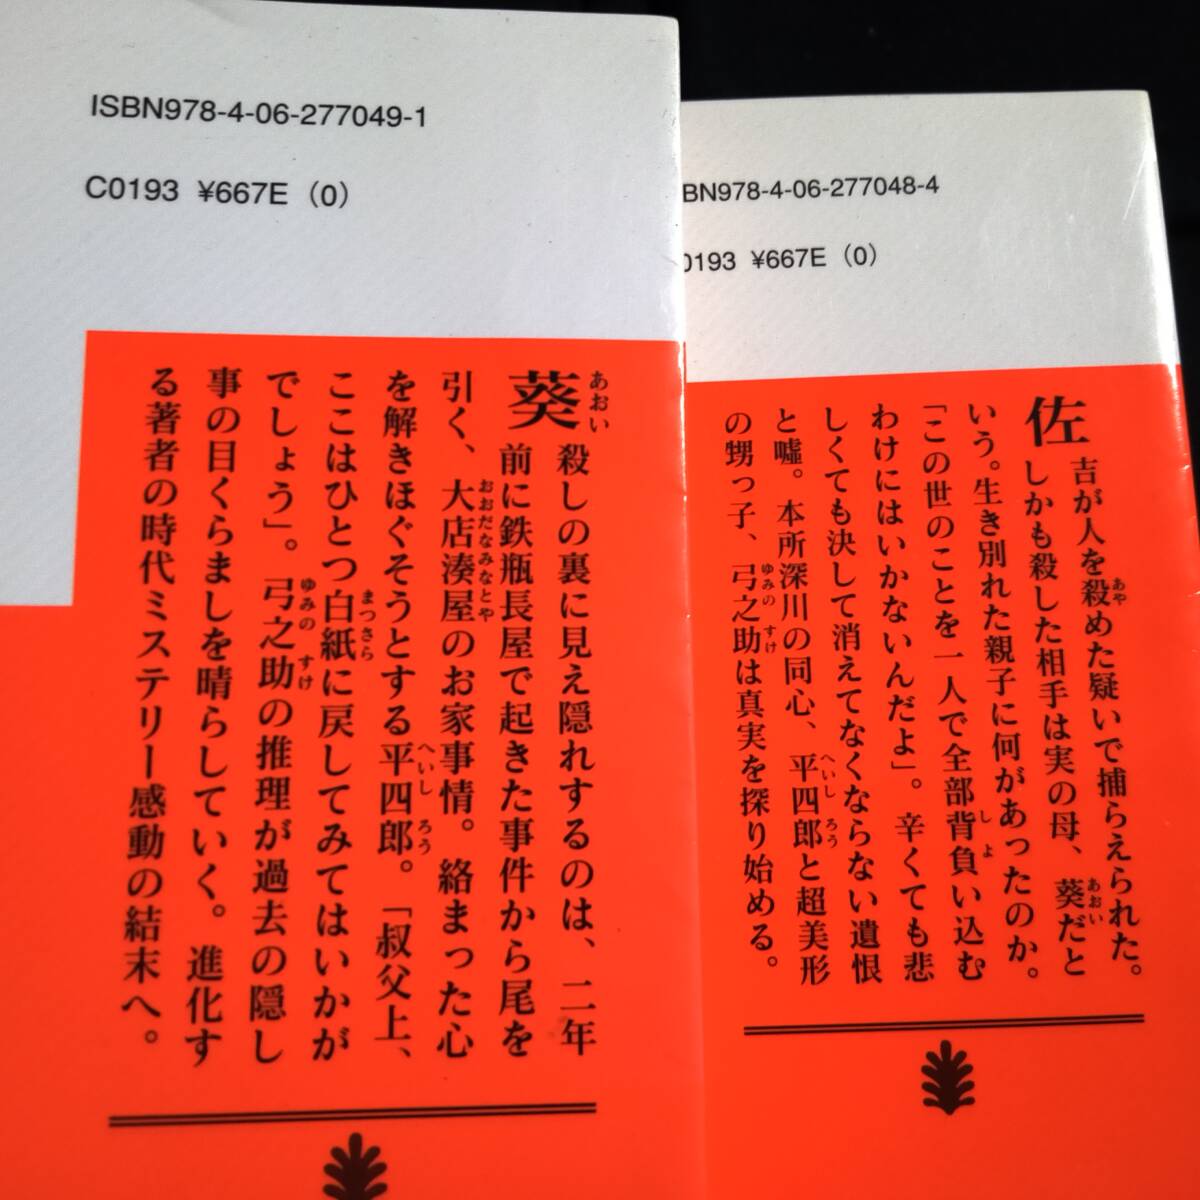 ISBN978-4-06-277049-1
C0193 ¥667E (0)
葵殺しの裏に見え隠れするのは、二年
前に鉄瓶長屋で起きた事件から尾を
引く、大店湊屋のお家事情。絡まった心
を解きほぐそうとする平四郎。「叔父上、
ここはひとつ白紙に戻してみてはいかが
でしょう」。弓之助の推理が過去の隠し
事の目くらましを晴らしていく。進化す
る著者の時代ミステリー感動の結末へ。
BN978-4-06-277048-4
0193 ¥667E (0)
佐吉が人を殺めた疑いで捕らえられた。
しかも殺した相手は実の母、葵だと
いう。生き別れた親子に何があったのか。
「この世のことを一人で全部背負い込む
わけにはいかないんだよ」。辛くても悲
しくても決して消えてなくならない遺恨
と嘘。本所深川の同心、平四郎と超美形
の甥っ子、弓之助は真実を探り始める。